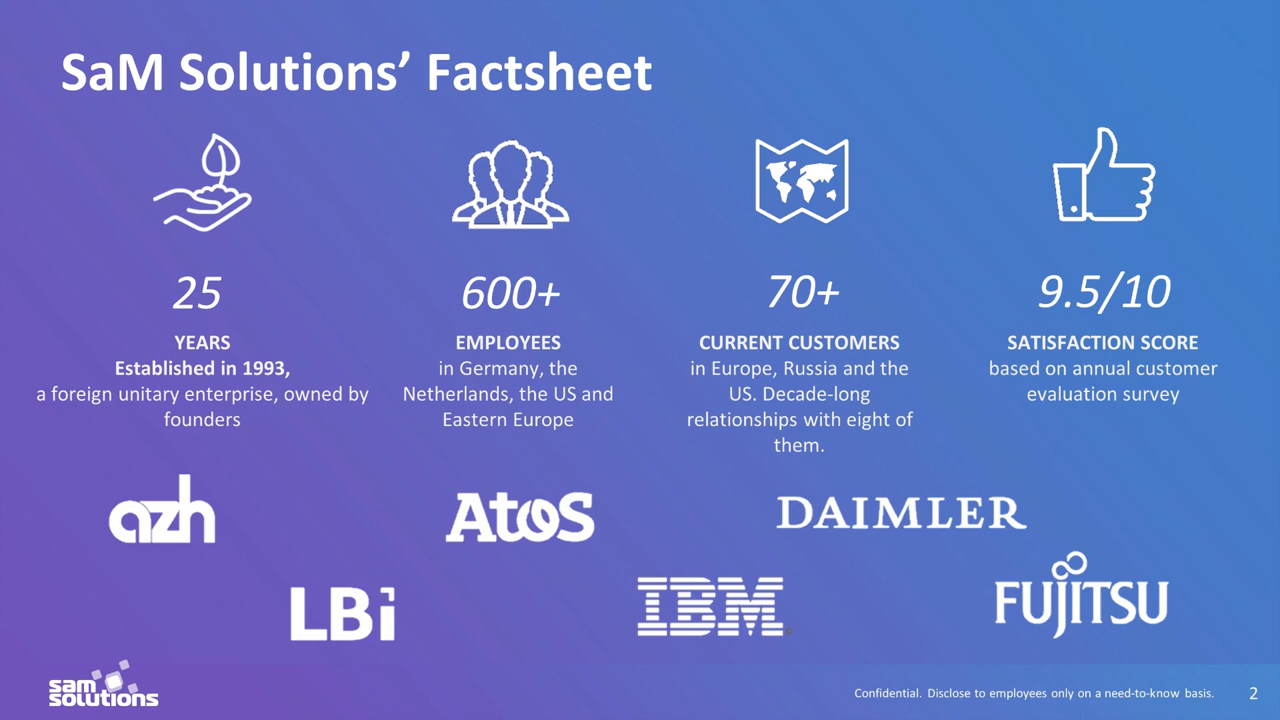 SaM Solutions’ Factsheet
25
YEARS
Established in 1993,
a foreign unitary enterprise, owned by
founders
600+
EMPLOYEES
in Germany, the
Netherlands, the US and
Eastern Europe
70+
CURRENT CUSTOMERS
in Europe, Russia and the
US. Decade-long
relationships with eight of
them.
9.5/10
SATISFACTION SCORE
based on annual customer
evaluation survey
azh
Atos
DAIMLER
LBi
IBM
FUJITSU
sam
solutions
Confidential. Disclose to employees only on a need-to-know basis.
2